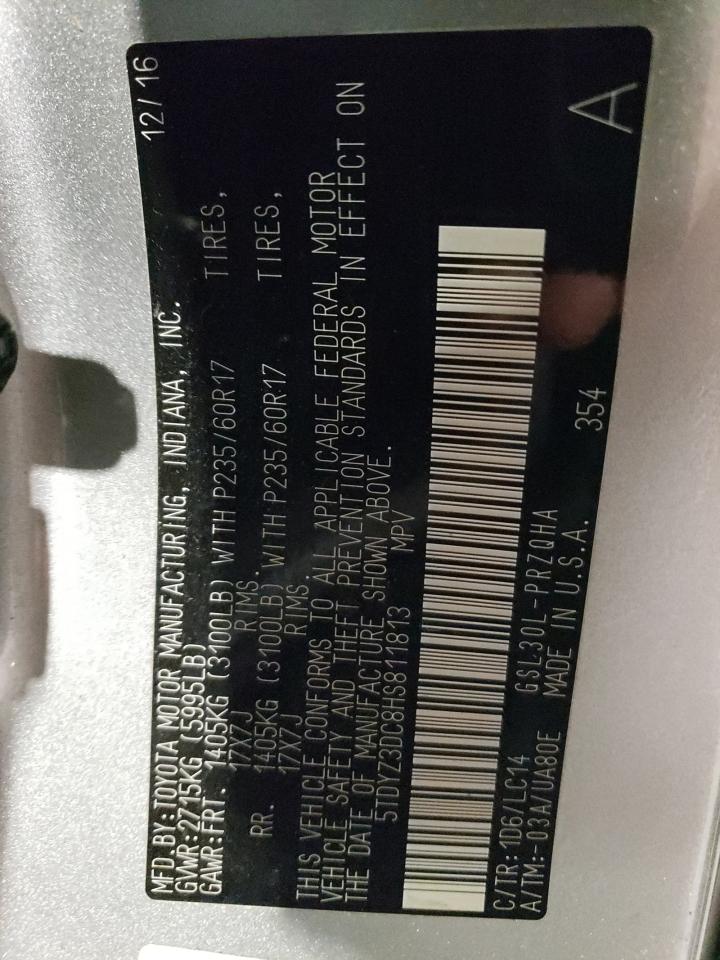 MFD.BY:TOYOTA MOTOR MANUFACTURING, INDIANA, INC. 12/16
GVWR:2715KG (5995LB)
GAWR:FRT. 1405KG (3100LB) WITH P235/60R17 TIRES,
17X7J RIMS.
RR. 1405KG (3100LB) WITH P235/60R17 TIRES,
17X7J RIMS.
THIS VEHICLE CONFORMS TO ALL APPLICABLE FEDERAL MOTOR
VEHICLE SAFETY AND THEFT PREVENTION STANDARDS IN EFFECT ON
THE DATE OF MANUFACTURE SHOWN ABOVE.
5TDYZ3DC8HS811813 MPV
C/TR:1D6/LC14 GSL30L-PRZQHA
A/TM:-03A/UA80E MADE IN U.S.A. 354
A